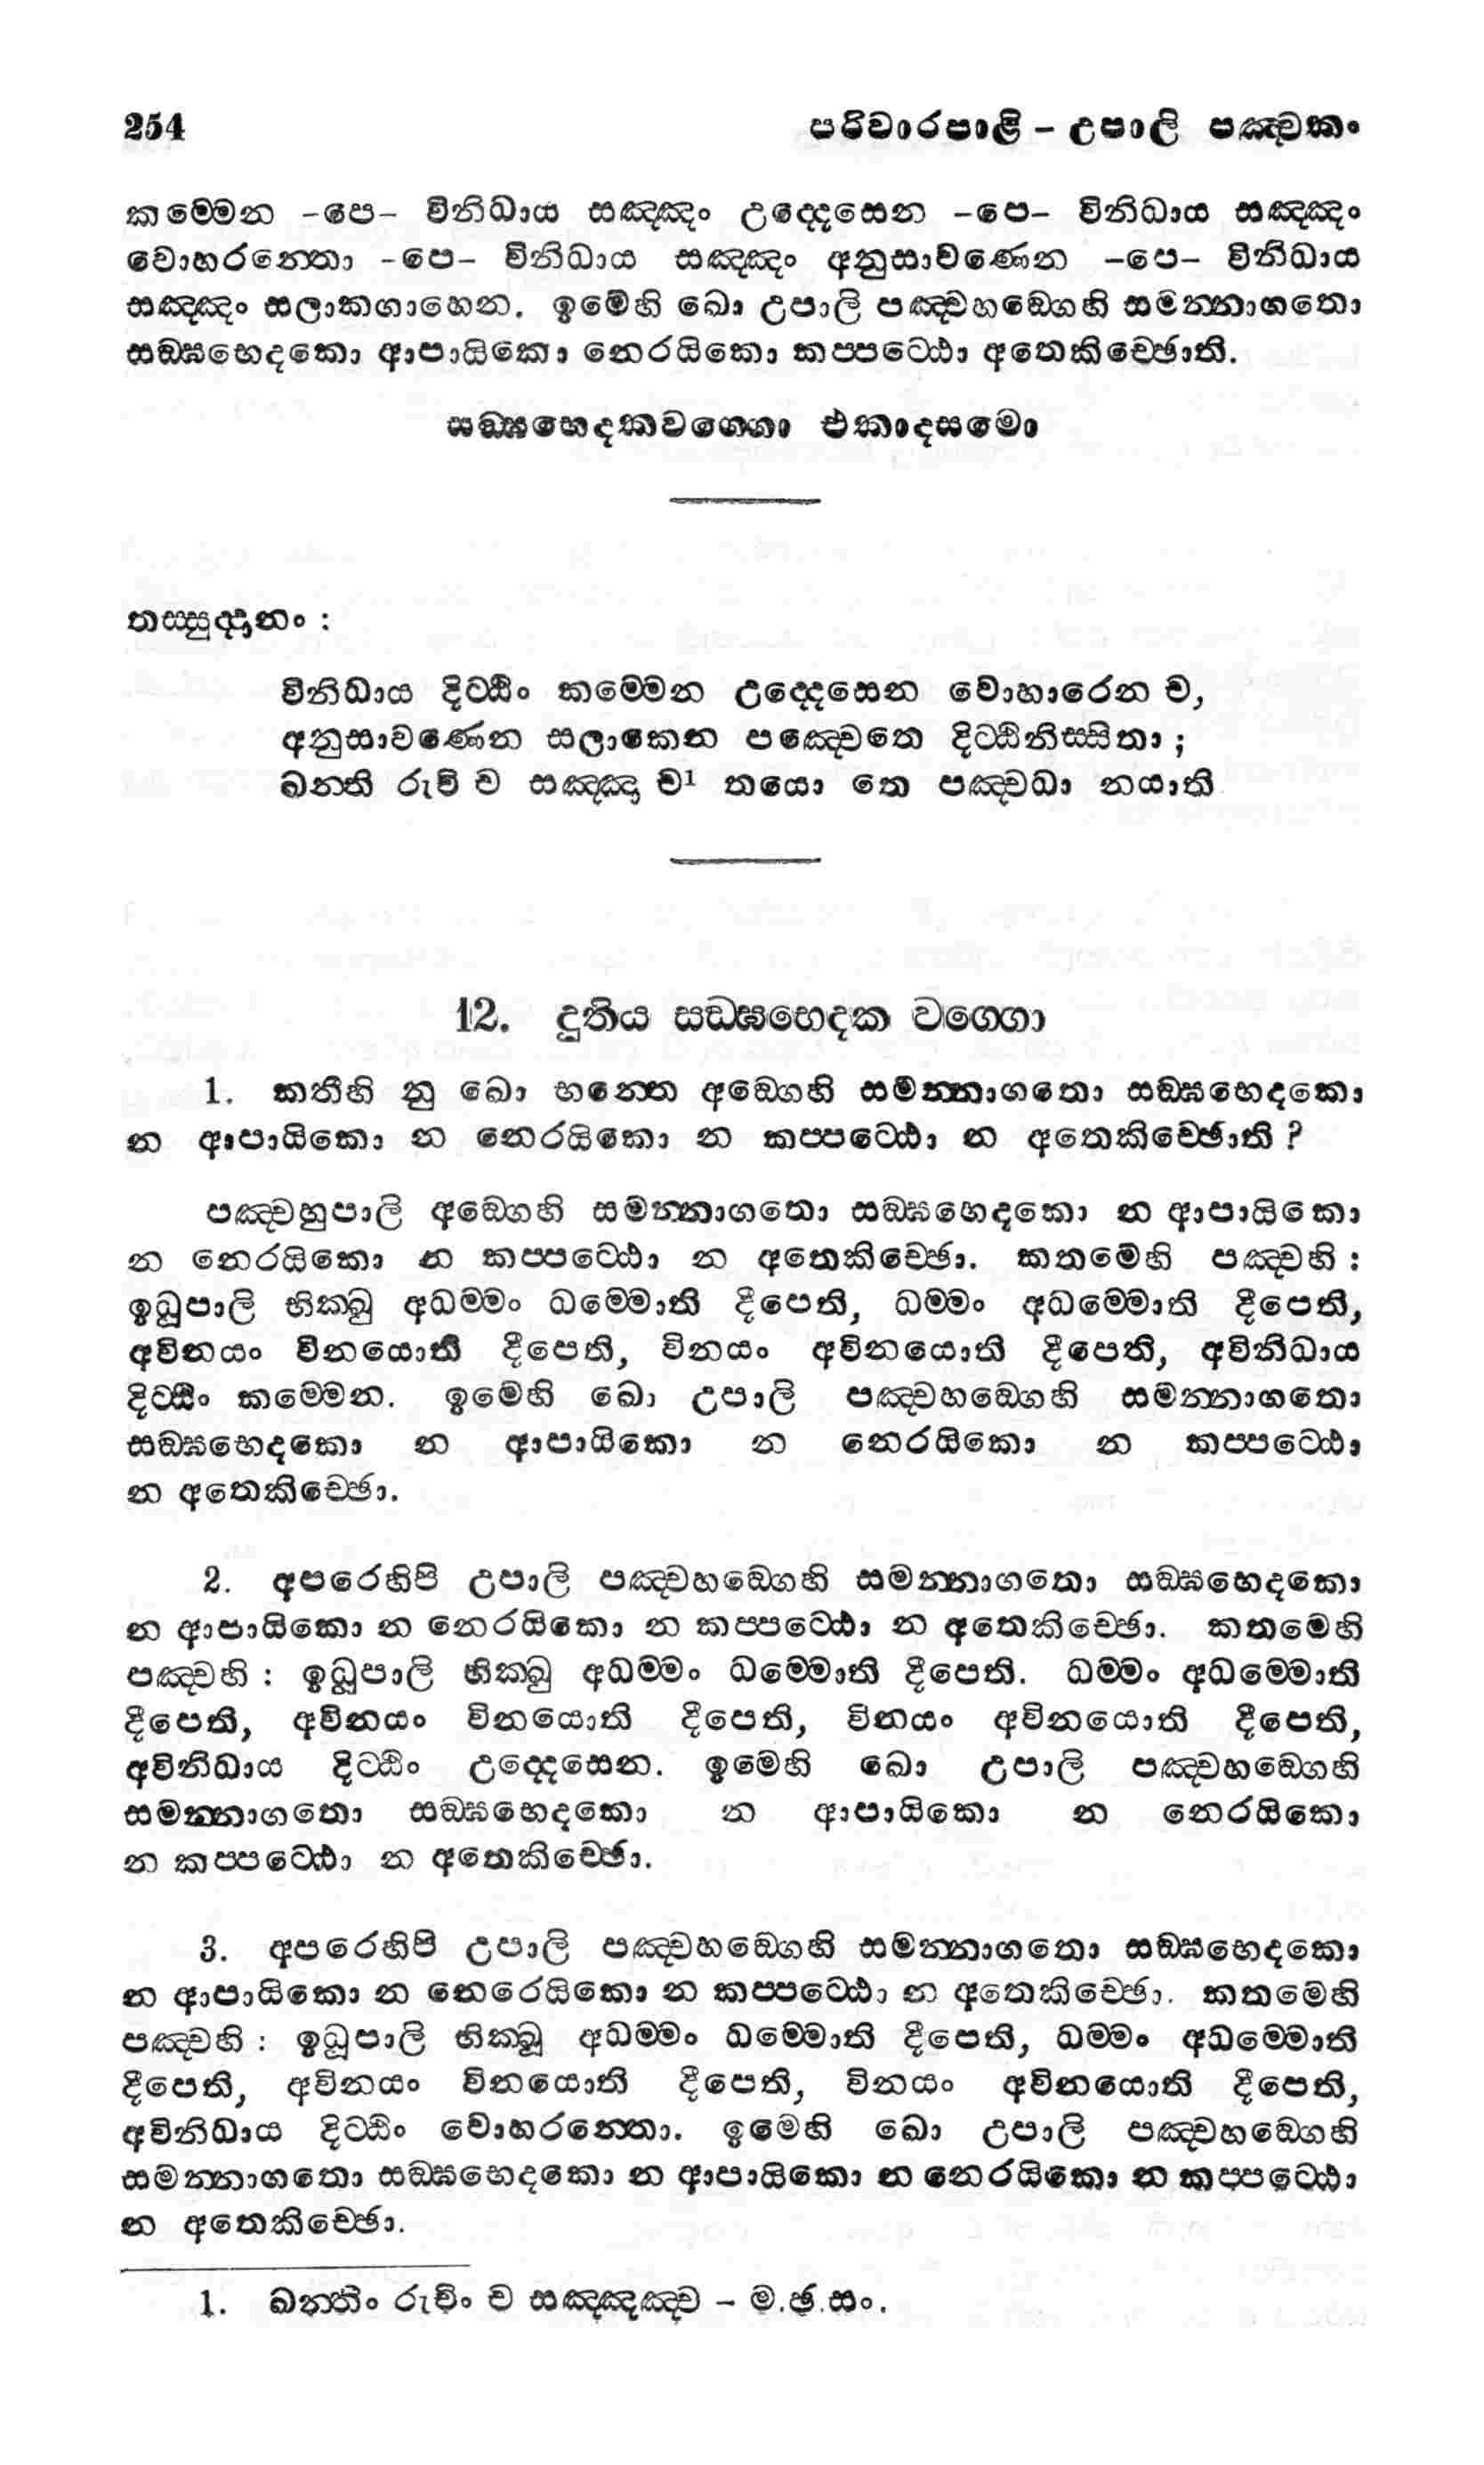 254 පරිවාරපාළි – උපාලි පඤ්චකං
කම්මෙන -පෙ- විනිධාය සඤ්ඤං උද්දෙසෙන -පෙ- විනිධාය සඤ්ඤං
වොහරන්තො -පෙ- විනිධාය සඤ්ඤං අනුසාවණෙන -පෙ- විනිධාය
සඤ්ඤං සලාකගාහෙන. ඉමේහි ඛො උපාලි පඤ්චහඞ්ගෙහි සමන්නාගතො
සඞ්ඝභෙදකො ආපායිකො නෙරයිකො කප්පට්ඨො අතෙකිච්ඡොති.
සඞ්ඝභෙදකවග්ගො එකාදසමො
තස්සුද්දානං :
විනිධාය දිට්ඨිං කම්මෙන උද්දෙසෙන වොහාරෙන ච,
අනුසාවණෙන සලාකෙන පඤ්චෙතෙ දිට්ඨිනිස්සිතා ;
ඛන්ති රුචි ච සඤ්ඤා ච1 තයො තෙ පඤ්චධා නයාති
12. දුතිය සඞ්ඝභෙදක වග්ගො
1. කතීහි නු ඛො භන්තෙ අඞ්ගෙහි සමන්නාගතො සඞ්ඝභෙදකො
න ආපායිකො න නෙරයිකො න කප්පට්ඨො න අතෙකිච්ඡොති ?
පඤ්චහුපාලි අඞ්ගෙහි සමන්නාගතො සඞ්ඝභෙදකො න ආපායිකො
න නෙරයිකො න කප්පට්ඨො න අතෙකිච්ඡො. කතමෙහි පඤ්චහි :
ඉධූපාලි භික්ඛු අධම්මං ධම්මොති දීපෙති, ධම්මං අධම්මොති දීපෙති,
අවිනයං විනයොති දීපෙති, විනයං අවිනයොති දීපෙති, අවිනිධාය
දිට්ඨිං කම්මෙන. ඉමෙහි ඛො උපාලි පඤ්චහඞ්ගෙහි සමන්නාගතො
සඞ්ඝභෙදකො න ආපායිකො න නෙරයිකො න කප්පට්ඨො
න අතෙකිච්ඡො.
2. අපරෙහිපි උපාලි පඤ්චහඞ්ගෙහි සමන්නාගතො සඞ්ඝභෙදකො
න ආපායිකො න නෙරයිකො න කප්පට්ඨො න අතෙකිච්ඡො. කතමෙහි
පඤ්චහි : ඉධූපාලි භික්ඛු අධම්මං ධම්මොති දීපෙති. ධම්මං අධම්මොති
දීපෙති, අවිනයං විනයොති දීපෙති, විනයං අවිනයොති දීපෙති,
අවිනිධාය දිට්ඨිං උද්දෙසෙන. ඉමෙහි ඛො උපාලි පඤ්චහඞ්ගෙහි
සමන්නාගතො සඞ්ඝභෙදකො න ආපායිකො න නෙරයිකො
න කප්පට්ඨො න අතෙකිච්ඡො.
3. අපරෙහිපි උපාලි පඤ්චහඞ්ගෙහි සමන්නාගතො සඞ්ඝභෙදකො
න ආපායිකො න නෙරෙයිකො න කප්පට්ඨො න අතෙකිච්ඡො. කතමෙහි
පඤ්චහි : ඉධූපාලි භික්ඛූ අධම්මං ධම්මොති දීපෙති, ධම්මං අධම්මොති
දීපෙති, අවිනයං විනයොති දීපෙති, විනයං අවිනයොති දීපෙති,
අවිනිධාය දිට්ඨිං වොහරන්තො. ඉමෙහි ඛො උපාලි පඤ්චහඞ්ගෙහි
සමන්නාගතො සඞ්ඝභෙදකො න ආපායිකො න නෙරයිකො න කප්පට්ඨො
න අතෙකිච්ඡො.
1. ඛන්තිං රුචිං ච සඤ්ඤඤ්ච – ම.ඡ.සං.